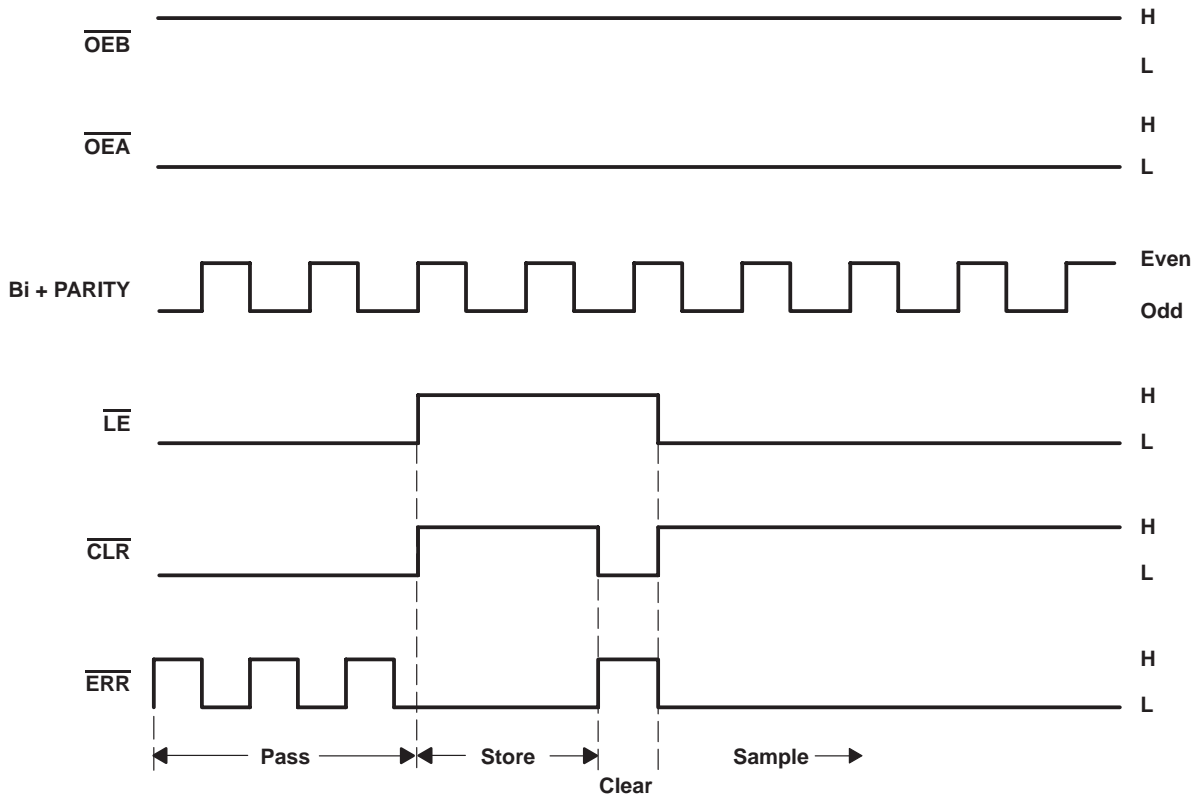 H
OEB
L
H
OEA
L
Even
Bi + PARITY
Odd
H
LE
L
H
CLR
L
H
ERR
L
Pass
Store
Sample
Clear